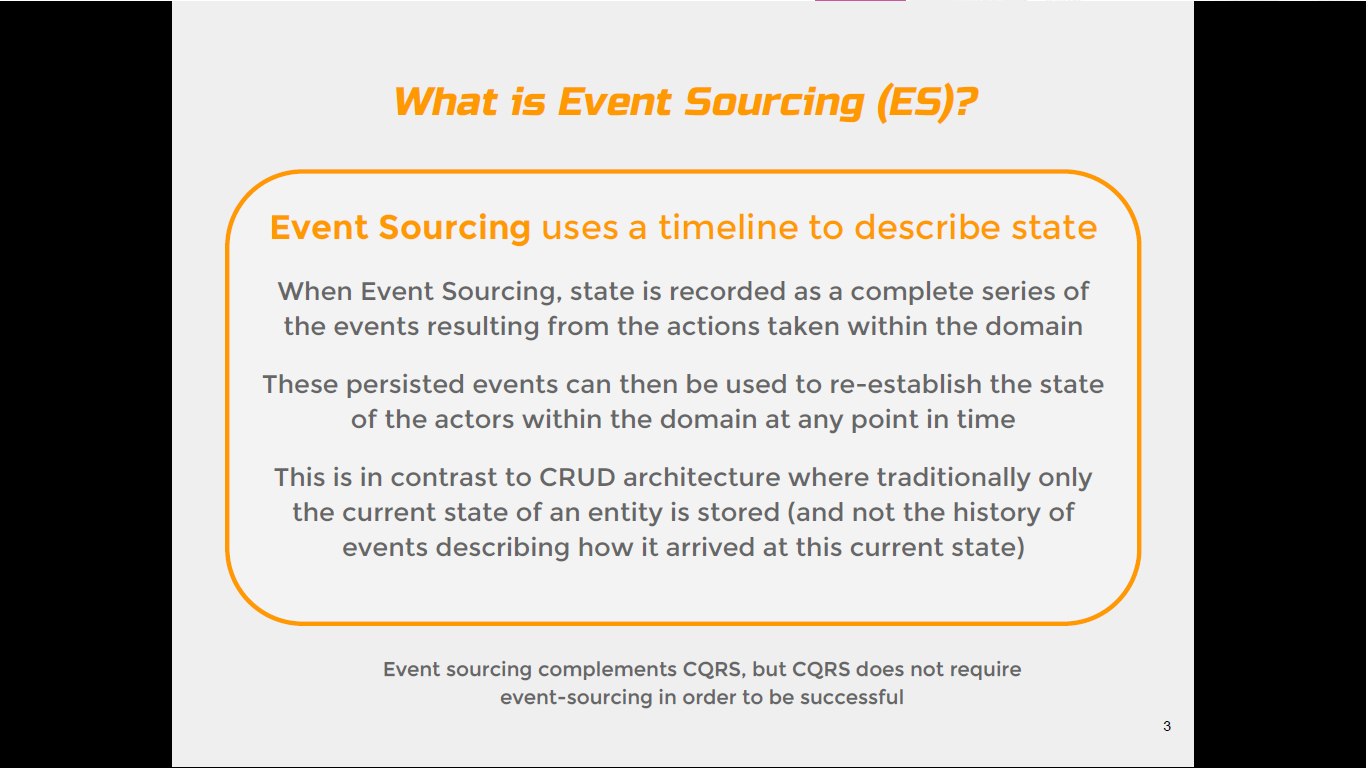 What is Event Sourcing (ES)?
Event Sourcing uses a timeline to describe state
When Event Sourcing, state is recorded as a complete series of
the events resulting from the actions taken within the domain
These persisted events can then be used to re-establish the state
of the actors within the domain at any point in time
This is in contrast to CRUD architecture where traditionally only
the current state of an entity is stored (and not the history of
events describing how it arrived at this current state)
Event sourcing complements CQRS, but CQRS does not require
event-sourcing in order to be successful
3